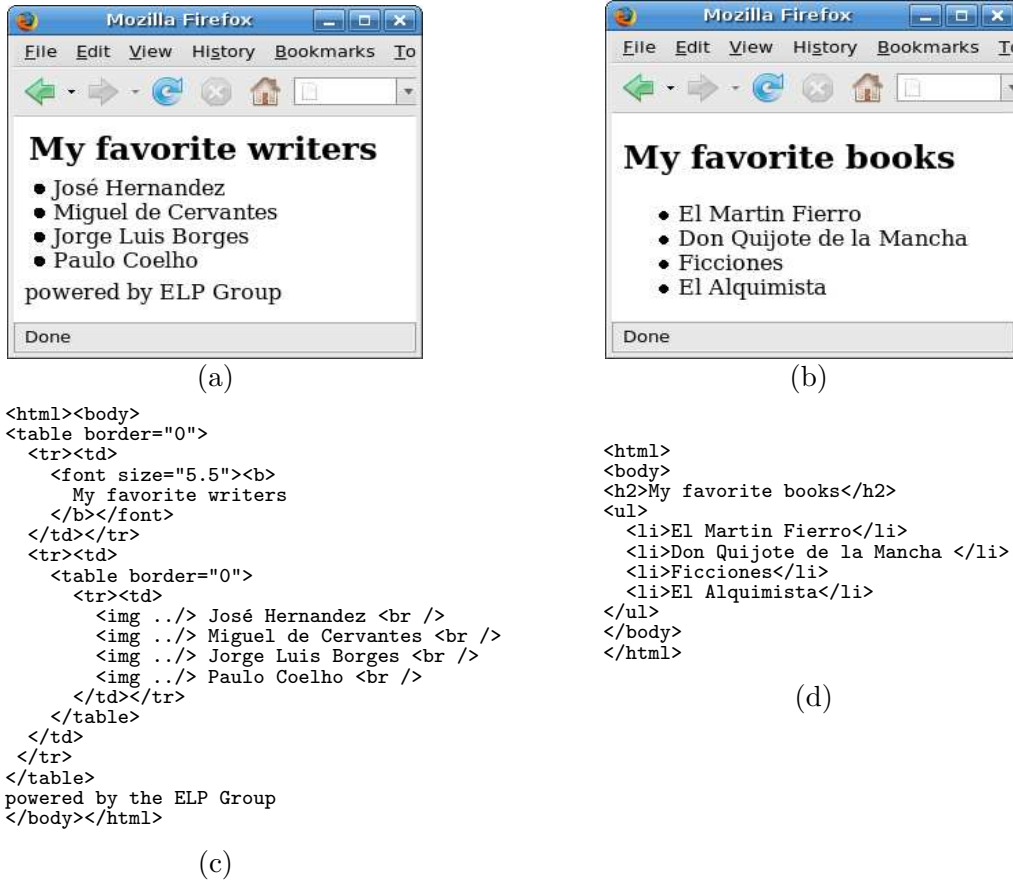 Mozilla Firefox
File Edit View History Bookmarks To
My favorite writers
José Hernandez
Miguel de Cervantes
Jorge Luis Borges
Paulo Coelho
powered by ELP Group
Done
(a)
Mozilla Firefox
File Edit View History Bookmarks
My favorite books
El Martin Fierro
Don Quijote de la Mancha
Ficciones
El Alquimista
Done
(b)
<html><body>
<table border="0">
<tr><td>
<font size="5.5"><b>
My favorite writers
</b></font>
</td></tr>
<tr><td>
<table border="0">
<tr><td>
<img ../> José Hernandez <br />
<img ../> Miguel de Cervantes <br />
<img ../> Jorge Luis Borges <br />
<img ../> Paulo Coelho <br />
</td></tr>
</table>
</td>
</tr>
</table>
powered by the ELP Group
</body></html>
(c)
<html>
<body>
<h2>My favorite books</h2>
<ul>
<li>El Martin Fierro</li>
<li>Don Quijote de la Mancha </li>
<li>Ficciones</li>
<li>El Alquimista</li>
</ul>
</body>
</html>
(d)